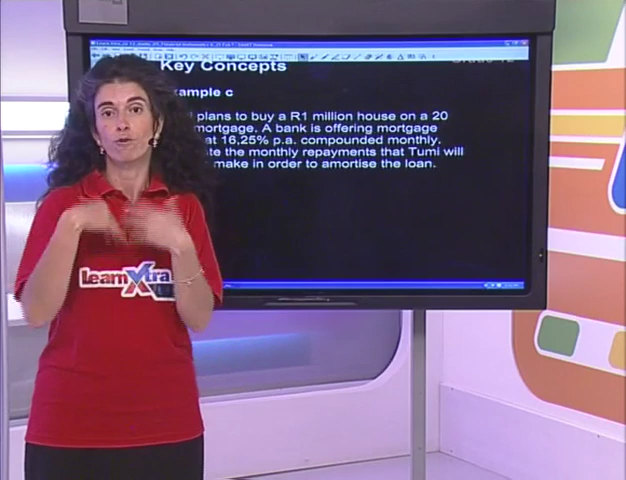 Key Concepts
xample c
plans to buy a R1 million house on a 20
mortgage. A bank is offering mortgage
at 16,25% p.a. compounded monthly.
te the monthly repayments that Tumi will
make in order to amortise the loan.
LearnXtra